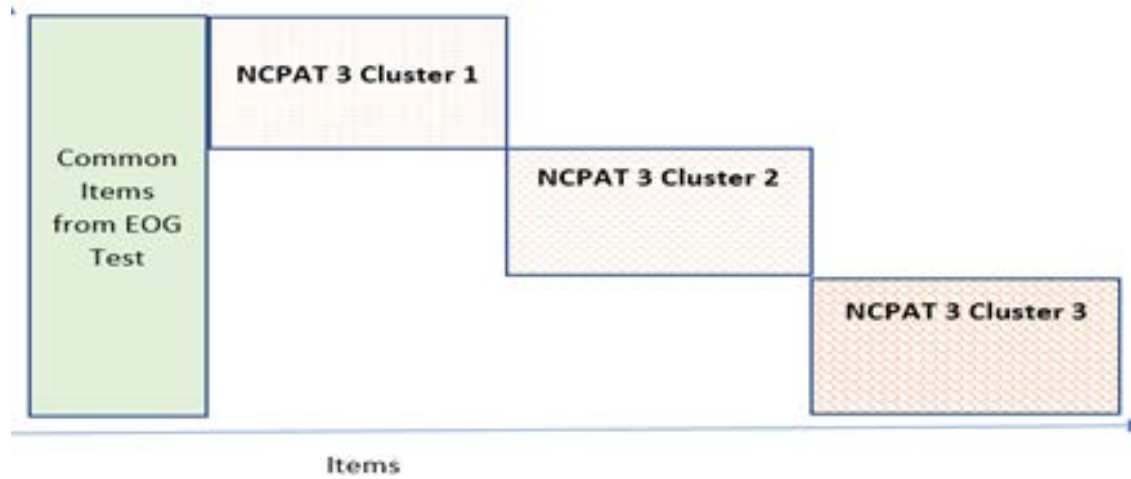 NCPAT 3 Cluster 1
Common
Items
from EOG
Test
NCPAT 3 Cluster 2
NCPAT 3 Cluster 3
Items